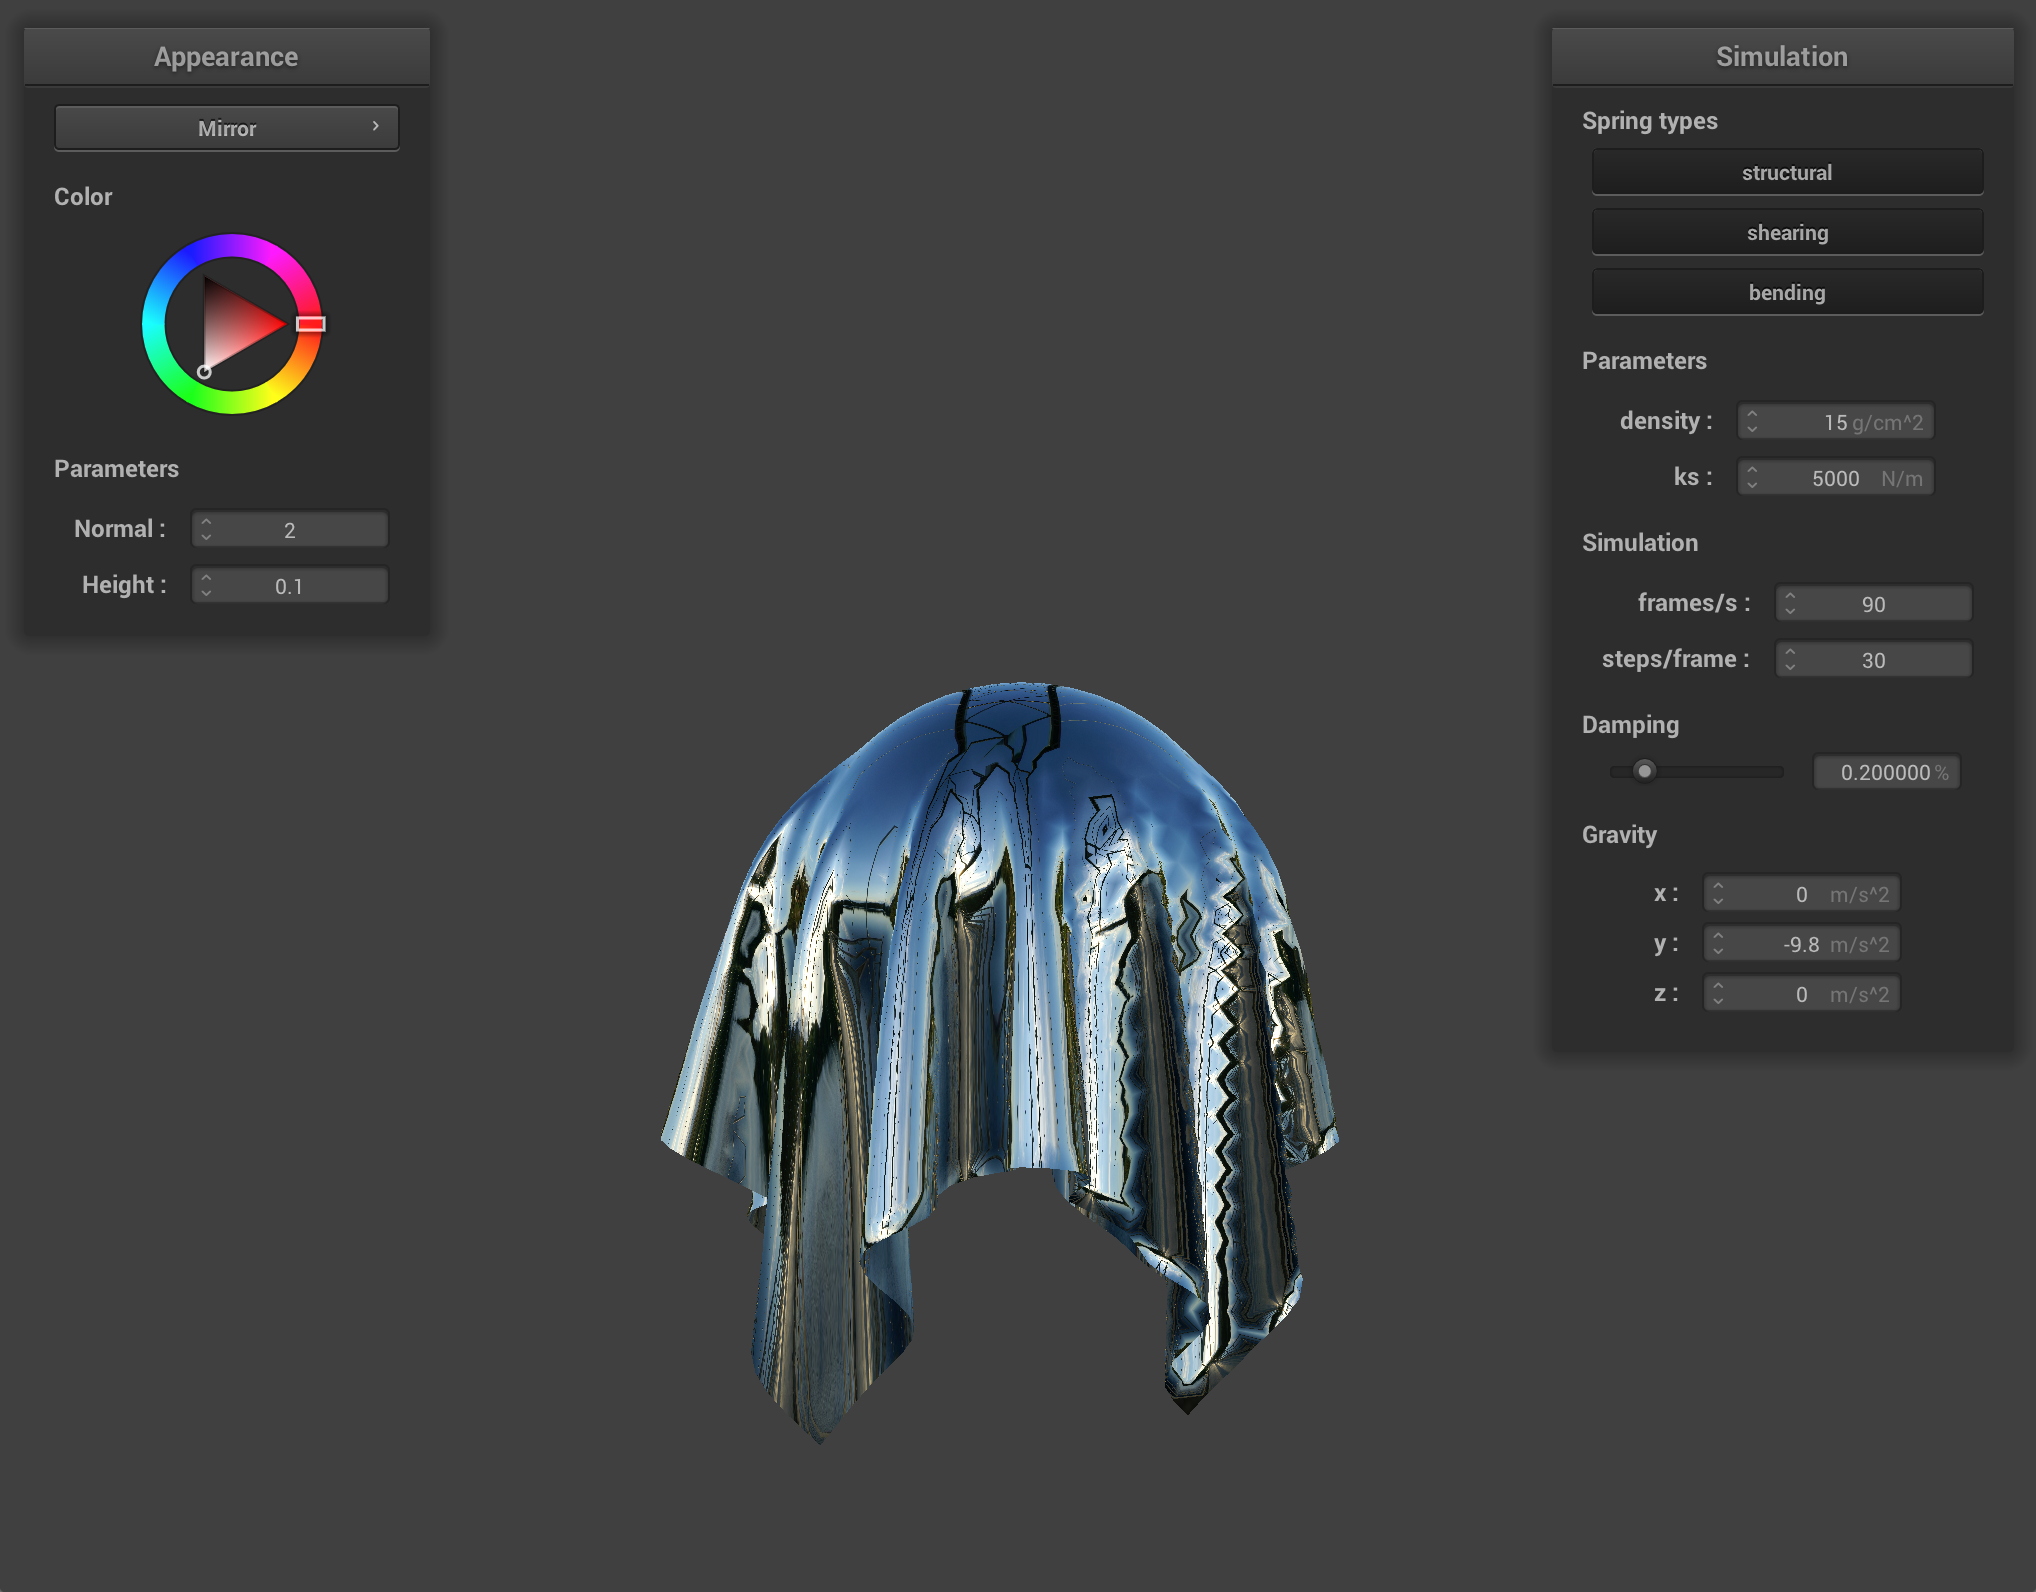 Appearance
Mirror
Color
Parameters
Normal : 2
Height : 0.1
Simulation
Spring types
structural
shearing
bending
Parameters
density : 15 g/cm^2
ks : 5000 N/m
Simulation
frames/s : 90
steps/frame : 30
Damping
0.200000 %
Gravity
x : 0 m/s^2
y : -9.8 m/s^2
z : 0 m/s^2